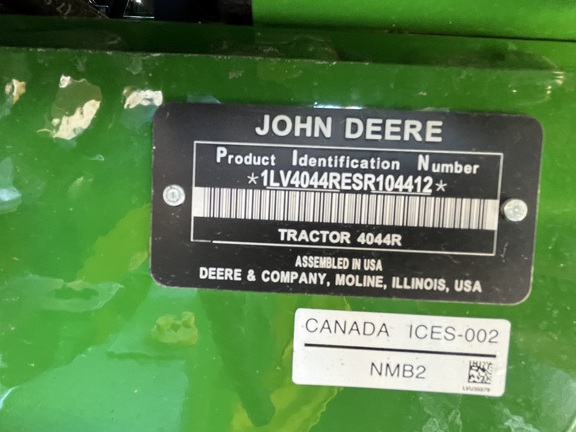 JOHN DEERE
Product Identification Number
*1LV4044RESR104412*
TRACTOR 4044R
ASSEMBLED IN USA
DEERE & COMPANY, MOLINE, ILLINOIS, USA
CANADA ICES-002
NMB2